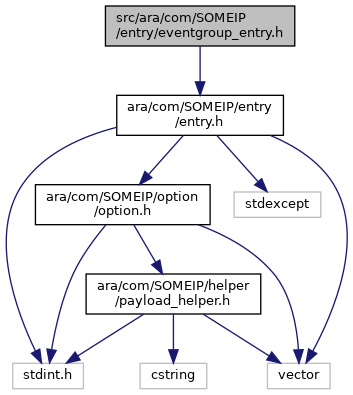 src/ara/com/SOMEIP
/entry/eventgroup_entry.h
ara/com/SOMEIP/entry
/entry.h
ara/com/SOMEIP/option
/option.h
stdexcept
ara/com/SOMEIP/helper
/payload_helper.h
stdint.h
cstring
vector